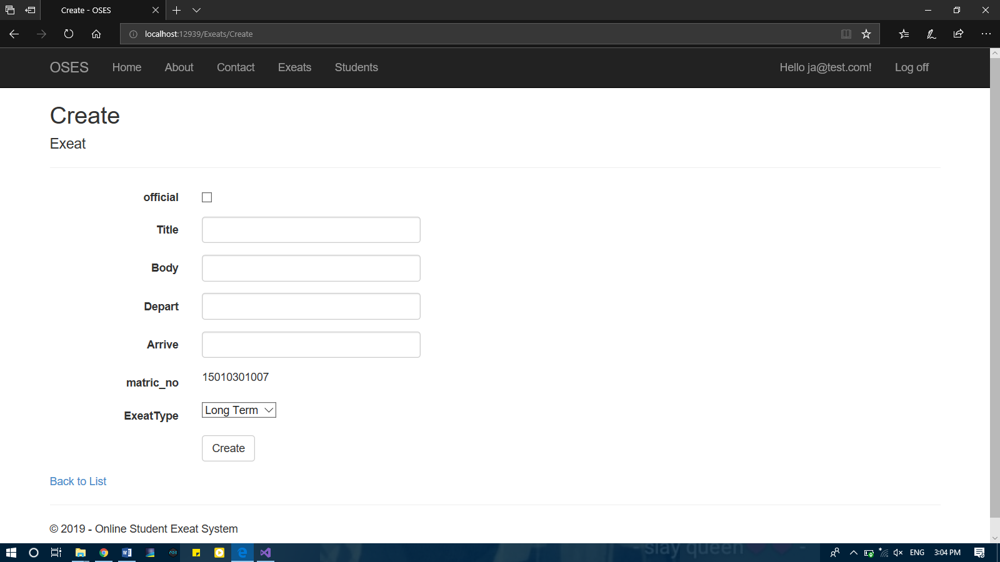 Create - OSES
localhost:12939/Exeats/Create
OSES Home About Contact Exeats Students Hello ja@test.com! Log off
Create
Exeat
official
Title
Body
Depart
Arrive
matric_no 15010301007
ExeatType Long Term
Create
Back to List
© 2019 - Online Student Exeat System
- slay queen -
ENG 3:04 PM